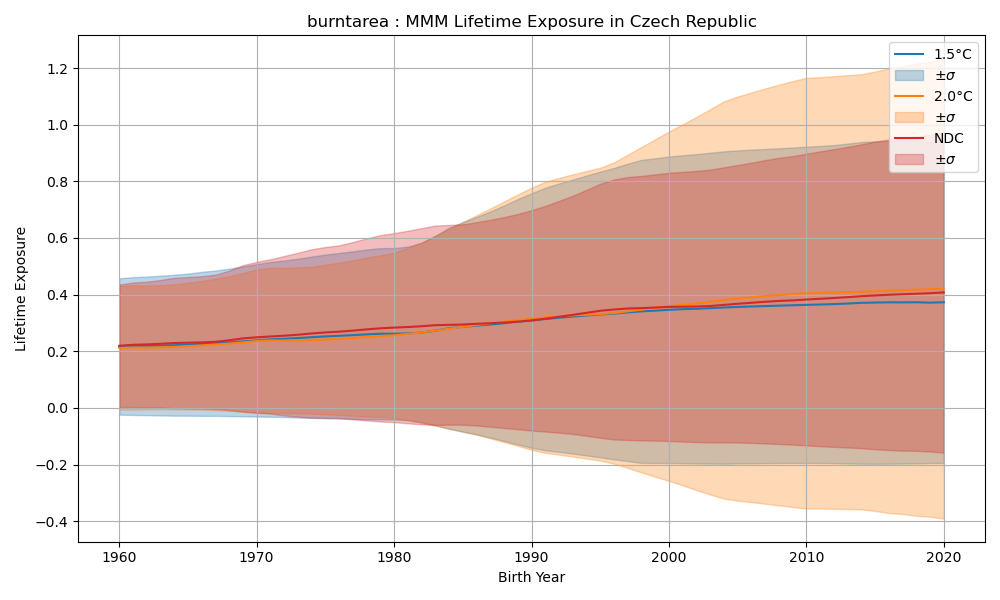 burntarea : MMM Lifetime Exposure in Czech Republic
1.5°C
±σ
2.0°C
±σ
NDC
±σ
1.2
1.0
0.8
0.6
0.4
0.2
0.0
−0.2
−0.4
Lifetime Exposure
1960 1970 1980 1990 2000 2010 2020
Birth Year